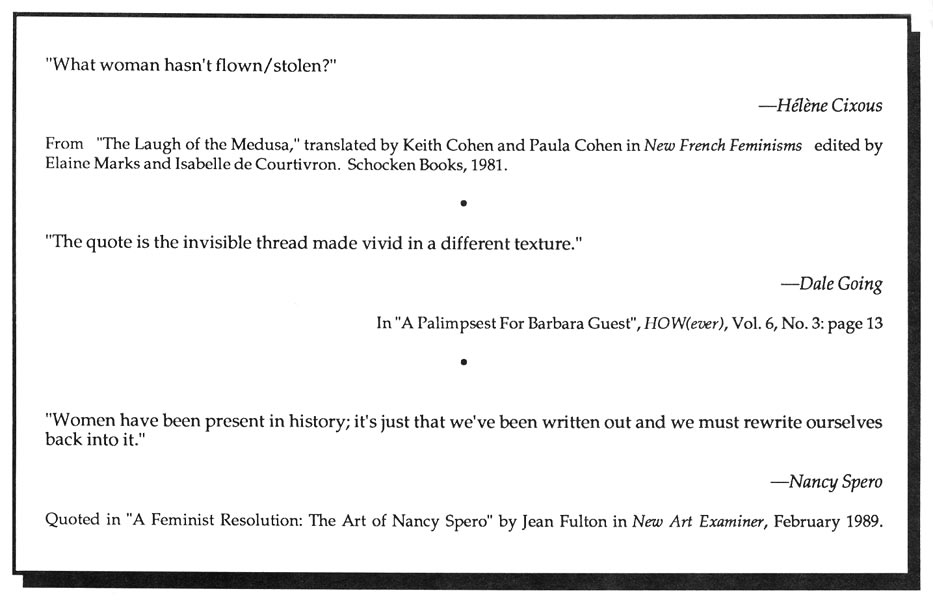 "What woman hasn't flown/stolen?"
—Hélène Cixous
From "The Laugh of the Medusa," translated by Keith Cohen and Paula Cohen in New French Feminisms edited by
Elaine Marks and Isabelle de Courtivron. Schocken Books, 1981.
•
"The quote is the invisible thread made vivid in a different texture."
—Dale Going
In "A Palimpsest For Barbara Guest", HOW(ever), Vol. 6, No. 3: page 13
•
"Women have been present in history; it's just that we've been written out and we must rewrite ourselves
back into it."
—Nancy Spero
Quoted in "A Feminist Resolution: The Art of Nancy Spero" by Jean Fulton in New Art Examiner, February 1989.